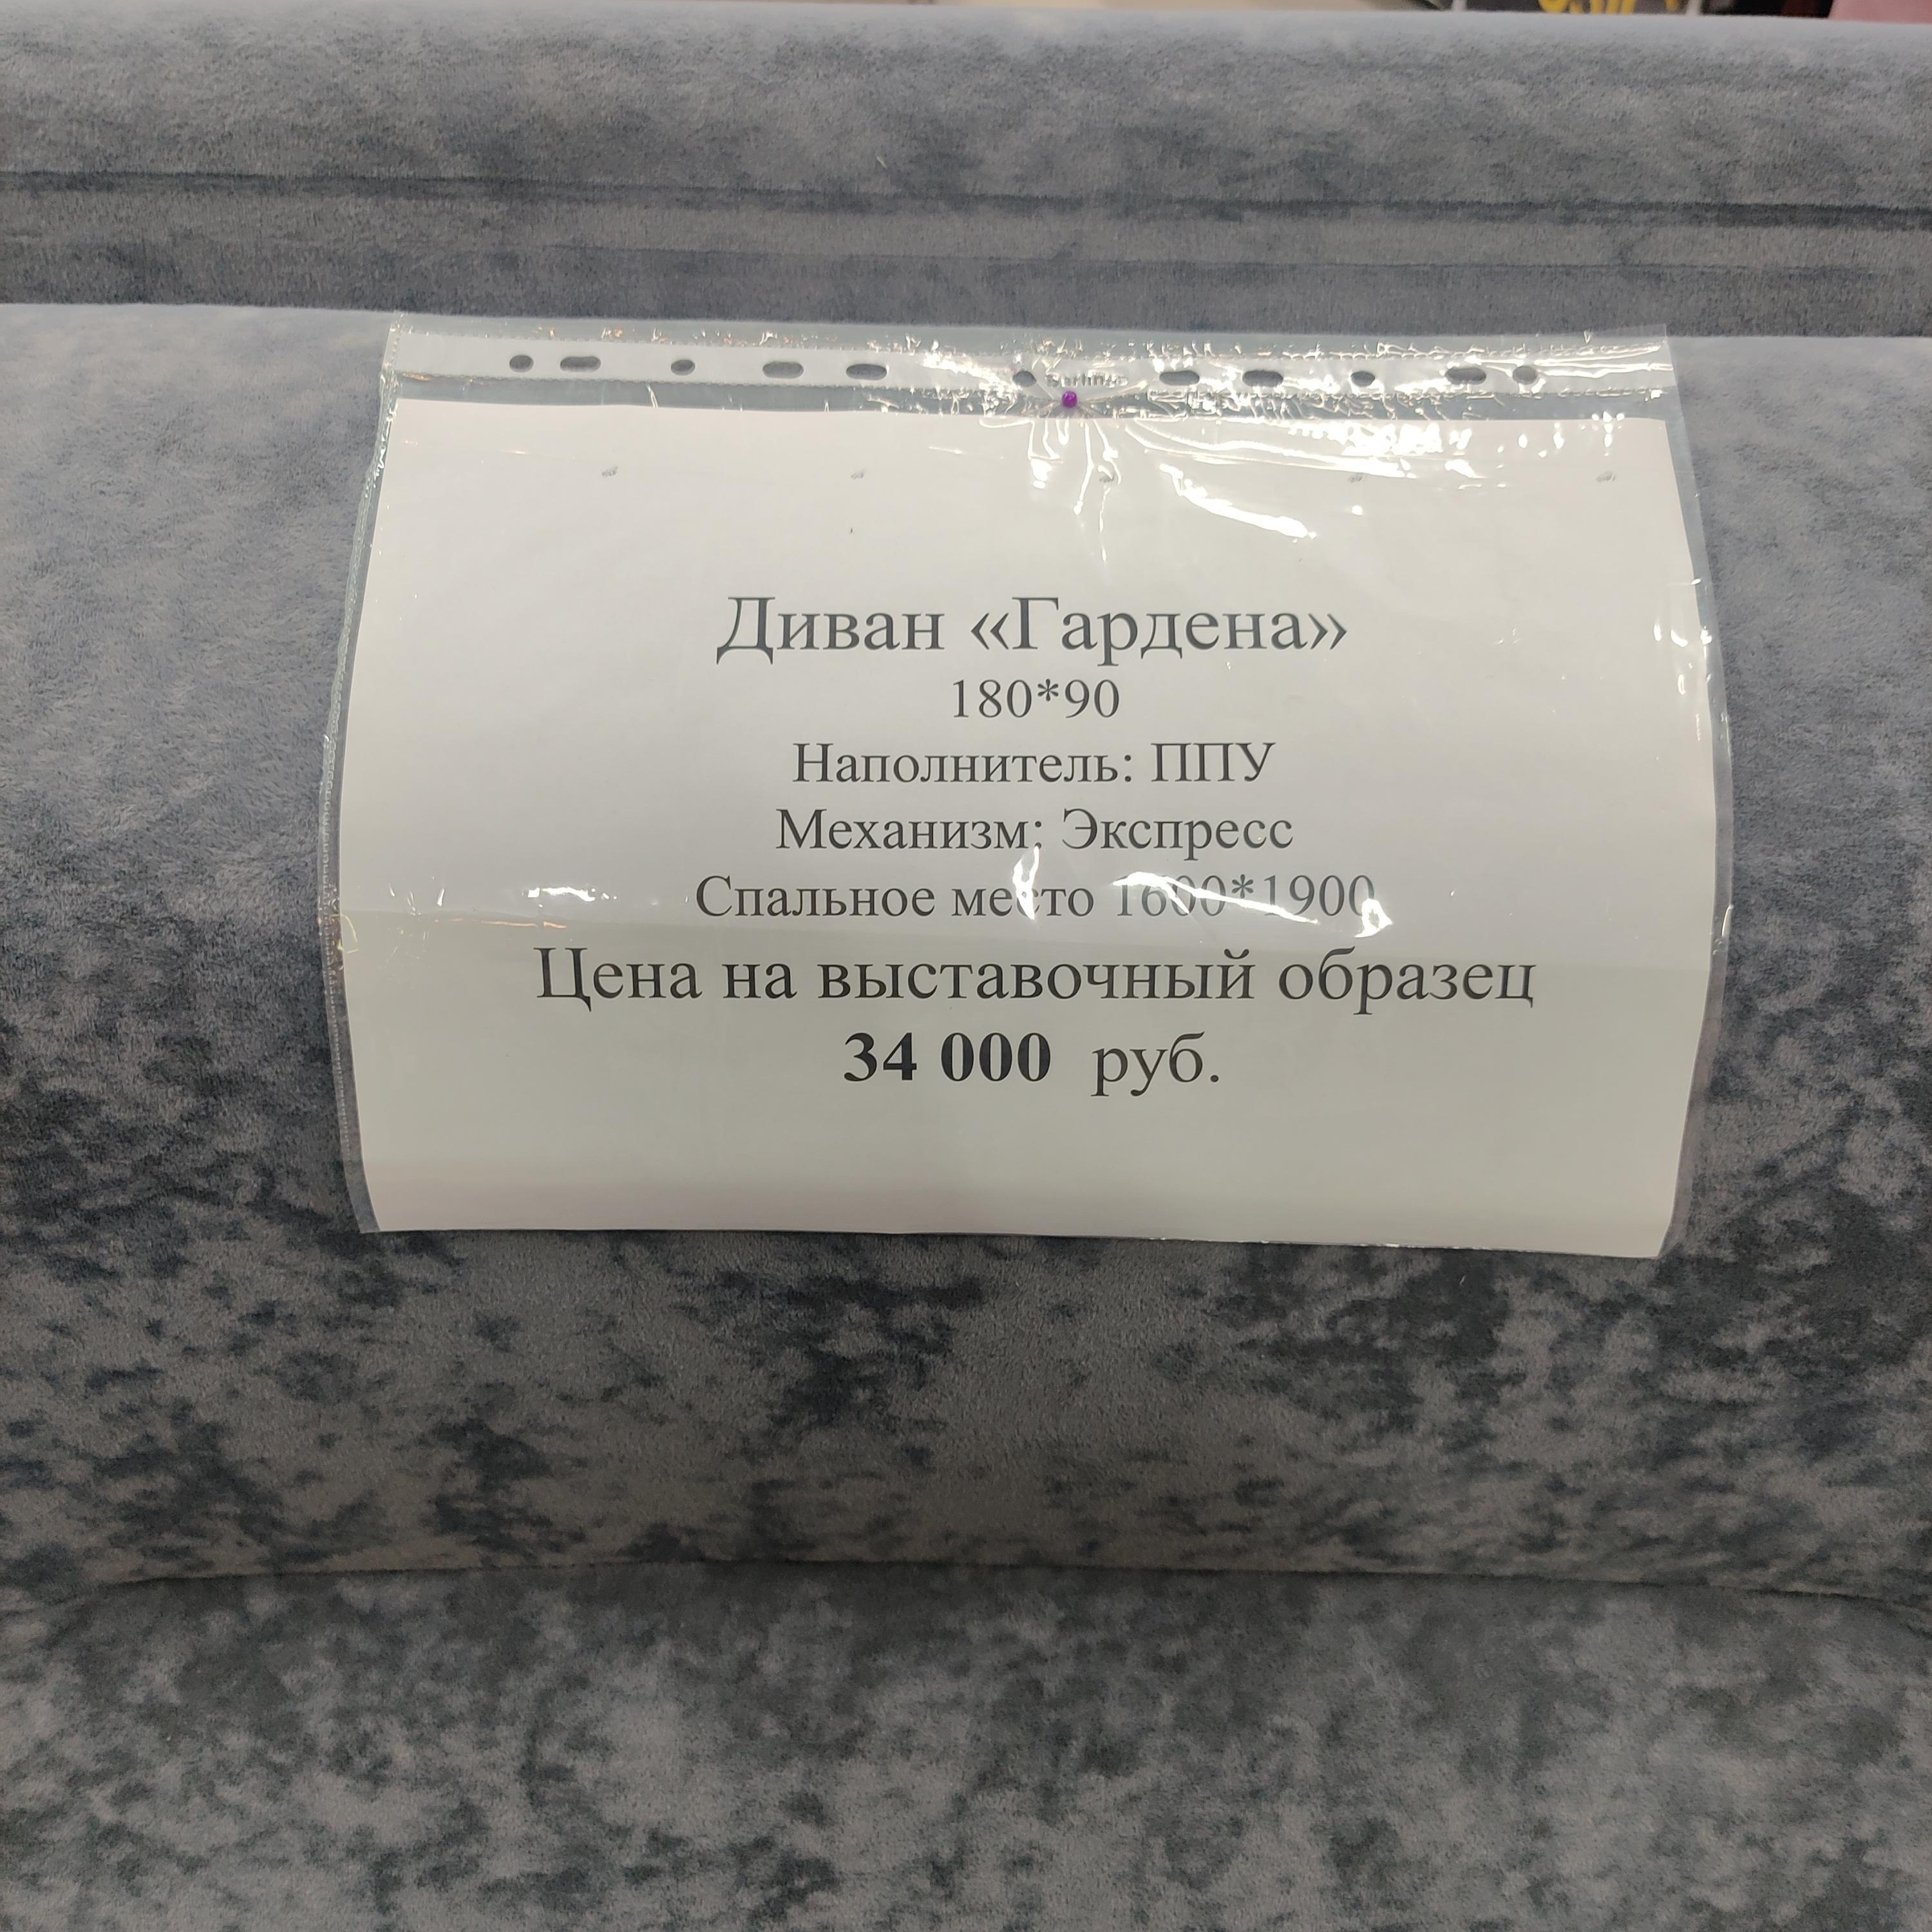 Диван «Гардена»
180*90
Наполнитель: ППУ
Механизм: Экспресс
Спальное место 1600*1900
Цена на выставочный образец
34 000 руб.